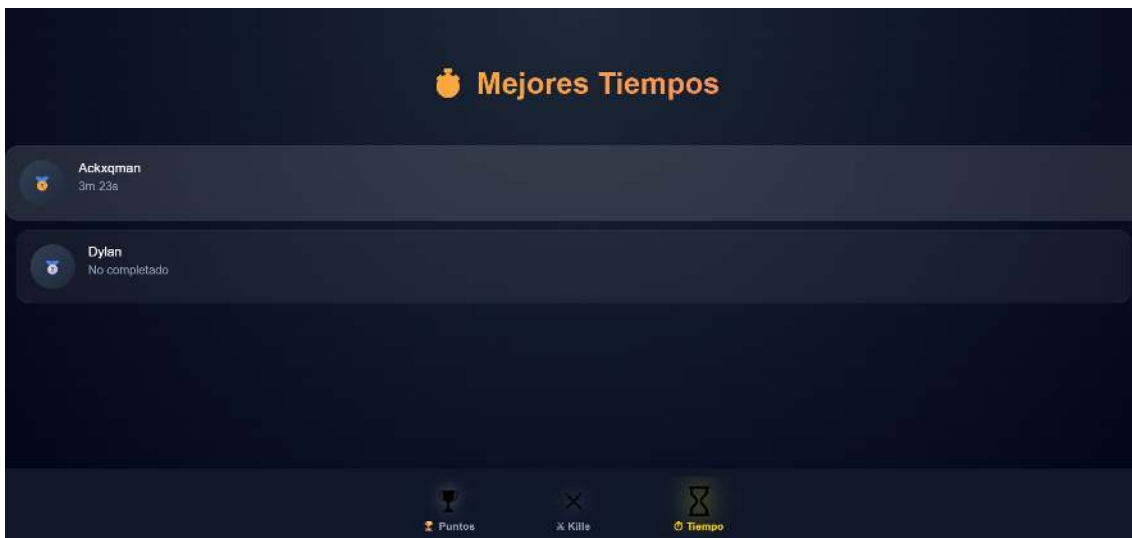 Mejores Tiempos
Ackxqman
3m 23s
Dylan
No completado
Puntos
Kills
Tiempo